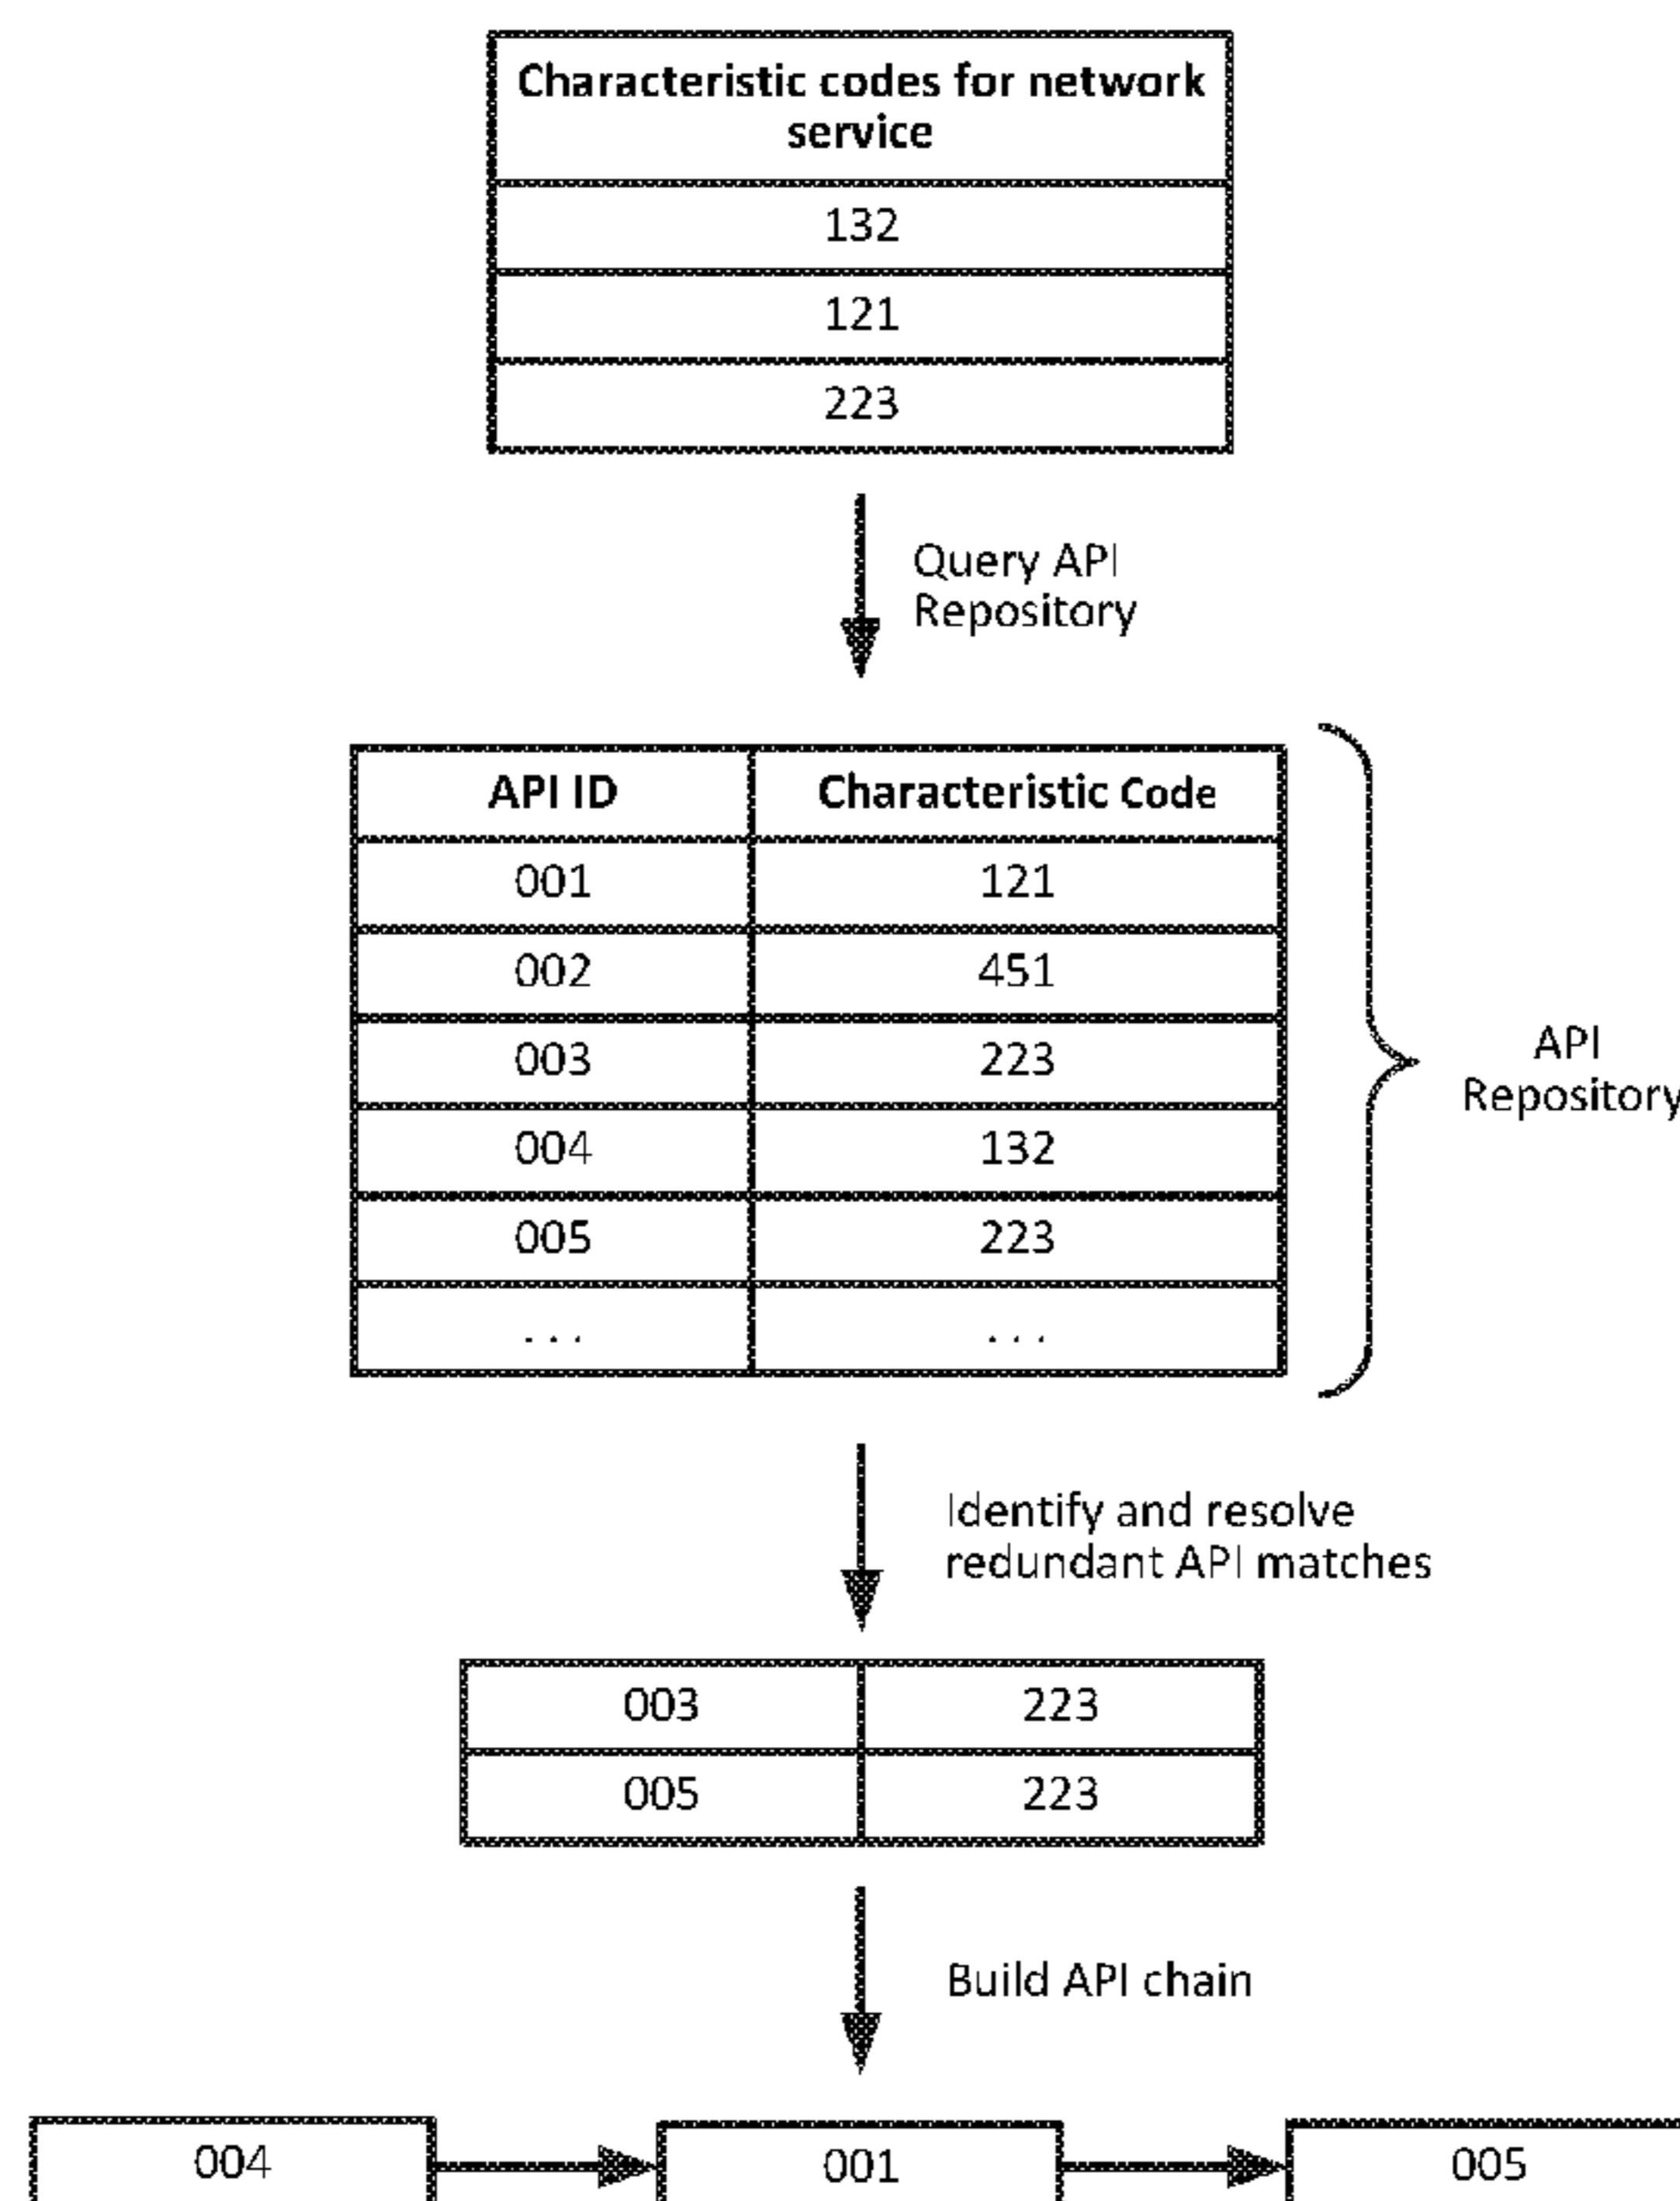 Characteristic codes for network
service
132
121
223
Query API
Repository
API ID Characteristic Code
001 121
002 451
003 223
004 132
005 223
... ...
API
Repository
Identify and resolve
redundant API matches
003 223
005 223
Build API chain
004 001 005